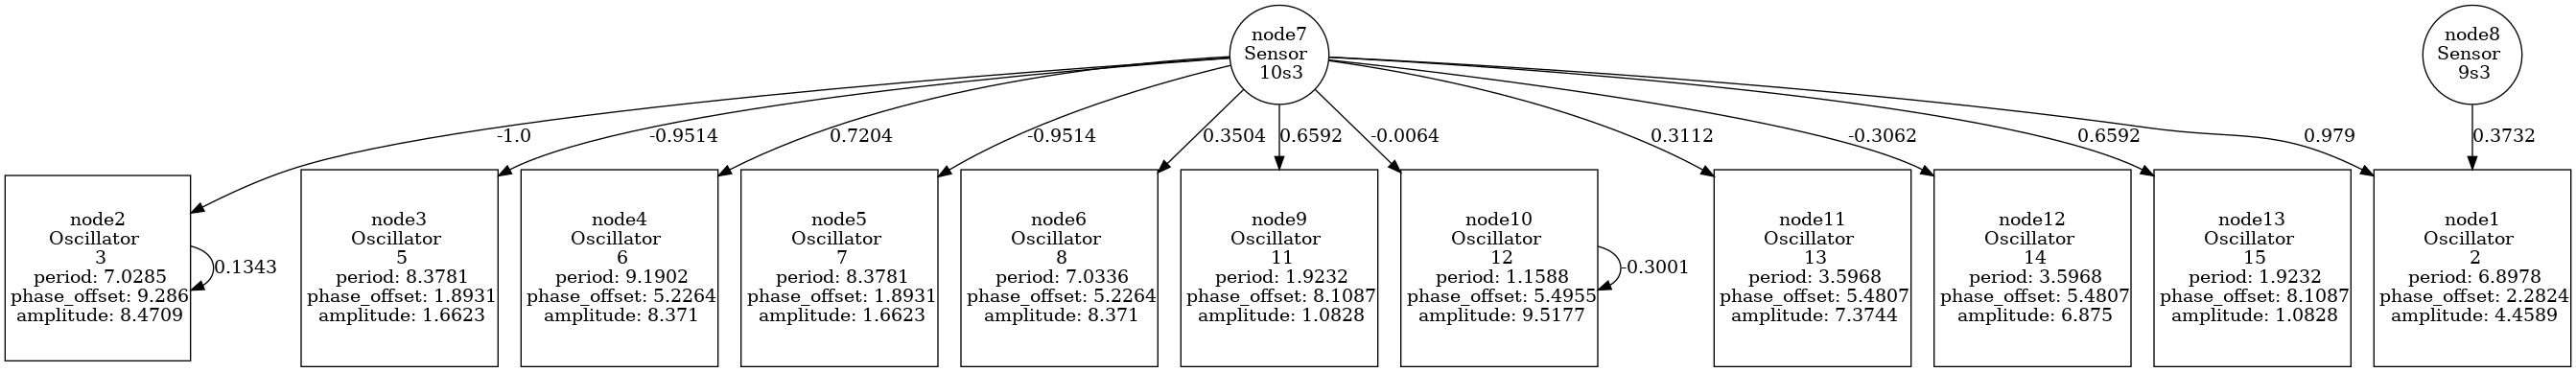 node7
Sensor
10s3
node8
Sensor
9s3
-1.0
-0.9514
0.7204
-0.9514
0.3504
0.6592
-0.0064
0.3112
-0.3062
0.6592
0.979
0.3732
node2
Oscillator
3
period: 7.0285
phase_offset: 9.286
amplitude: 8.4709
0.1343
node3
Oscillator
5
period: 8.3781
phase_offset: 1.8931
amplitude: 1.6623
node4
Oscillator
6
period: 9.1902
phase_offset: 5.2264
amplitude: 8.371
node5
Oscillator
7
period: 8.3781
phase_offset: 1.8931
amplitude: 1.6623
node6
Oscillator
8
period: 7.0336
phase_offset: 5.2264
amplitude: 8.371
node9
Oscillator
11
period: 1.9232
phase_offset: 8.1087
amplitude: 1.0828
node10
Oscillator
12
period: 1.1588
phase_offset: 5.4955
amplitude: 9.5177
-0.3001
node11
Oscillator
13
period: 3.5968
phase_offset: 5.4807
amplitude: 7.3744
node12
Oscillator
14
period: 3.5968
phase_offset: 5.4807
amplitude: 6.875
node13
Oscillator
15
period: 1.9232
phase_offset: 8.1087
amplitude: 1.0828
node1
Oscillator
2
period: 6.8978
phase_offset: 2.2824
amplitude: 4.4589